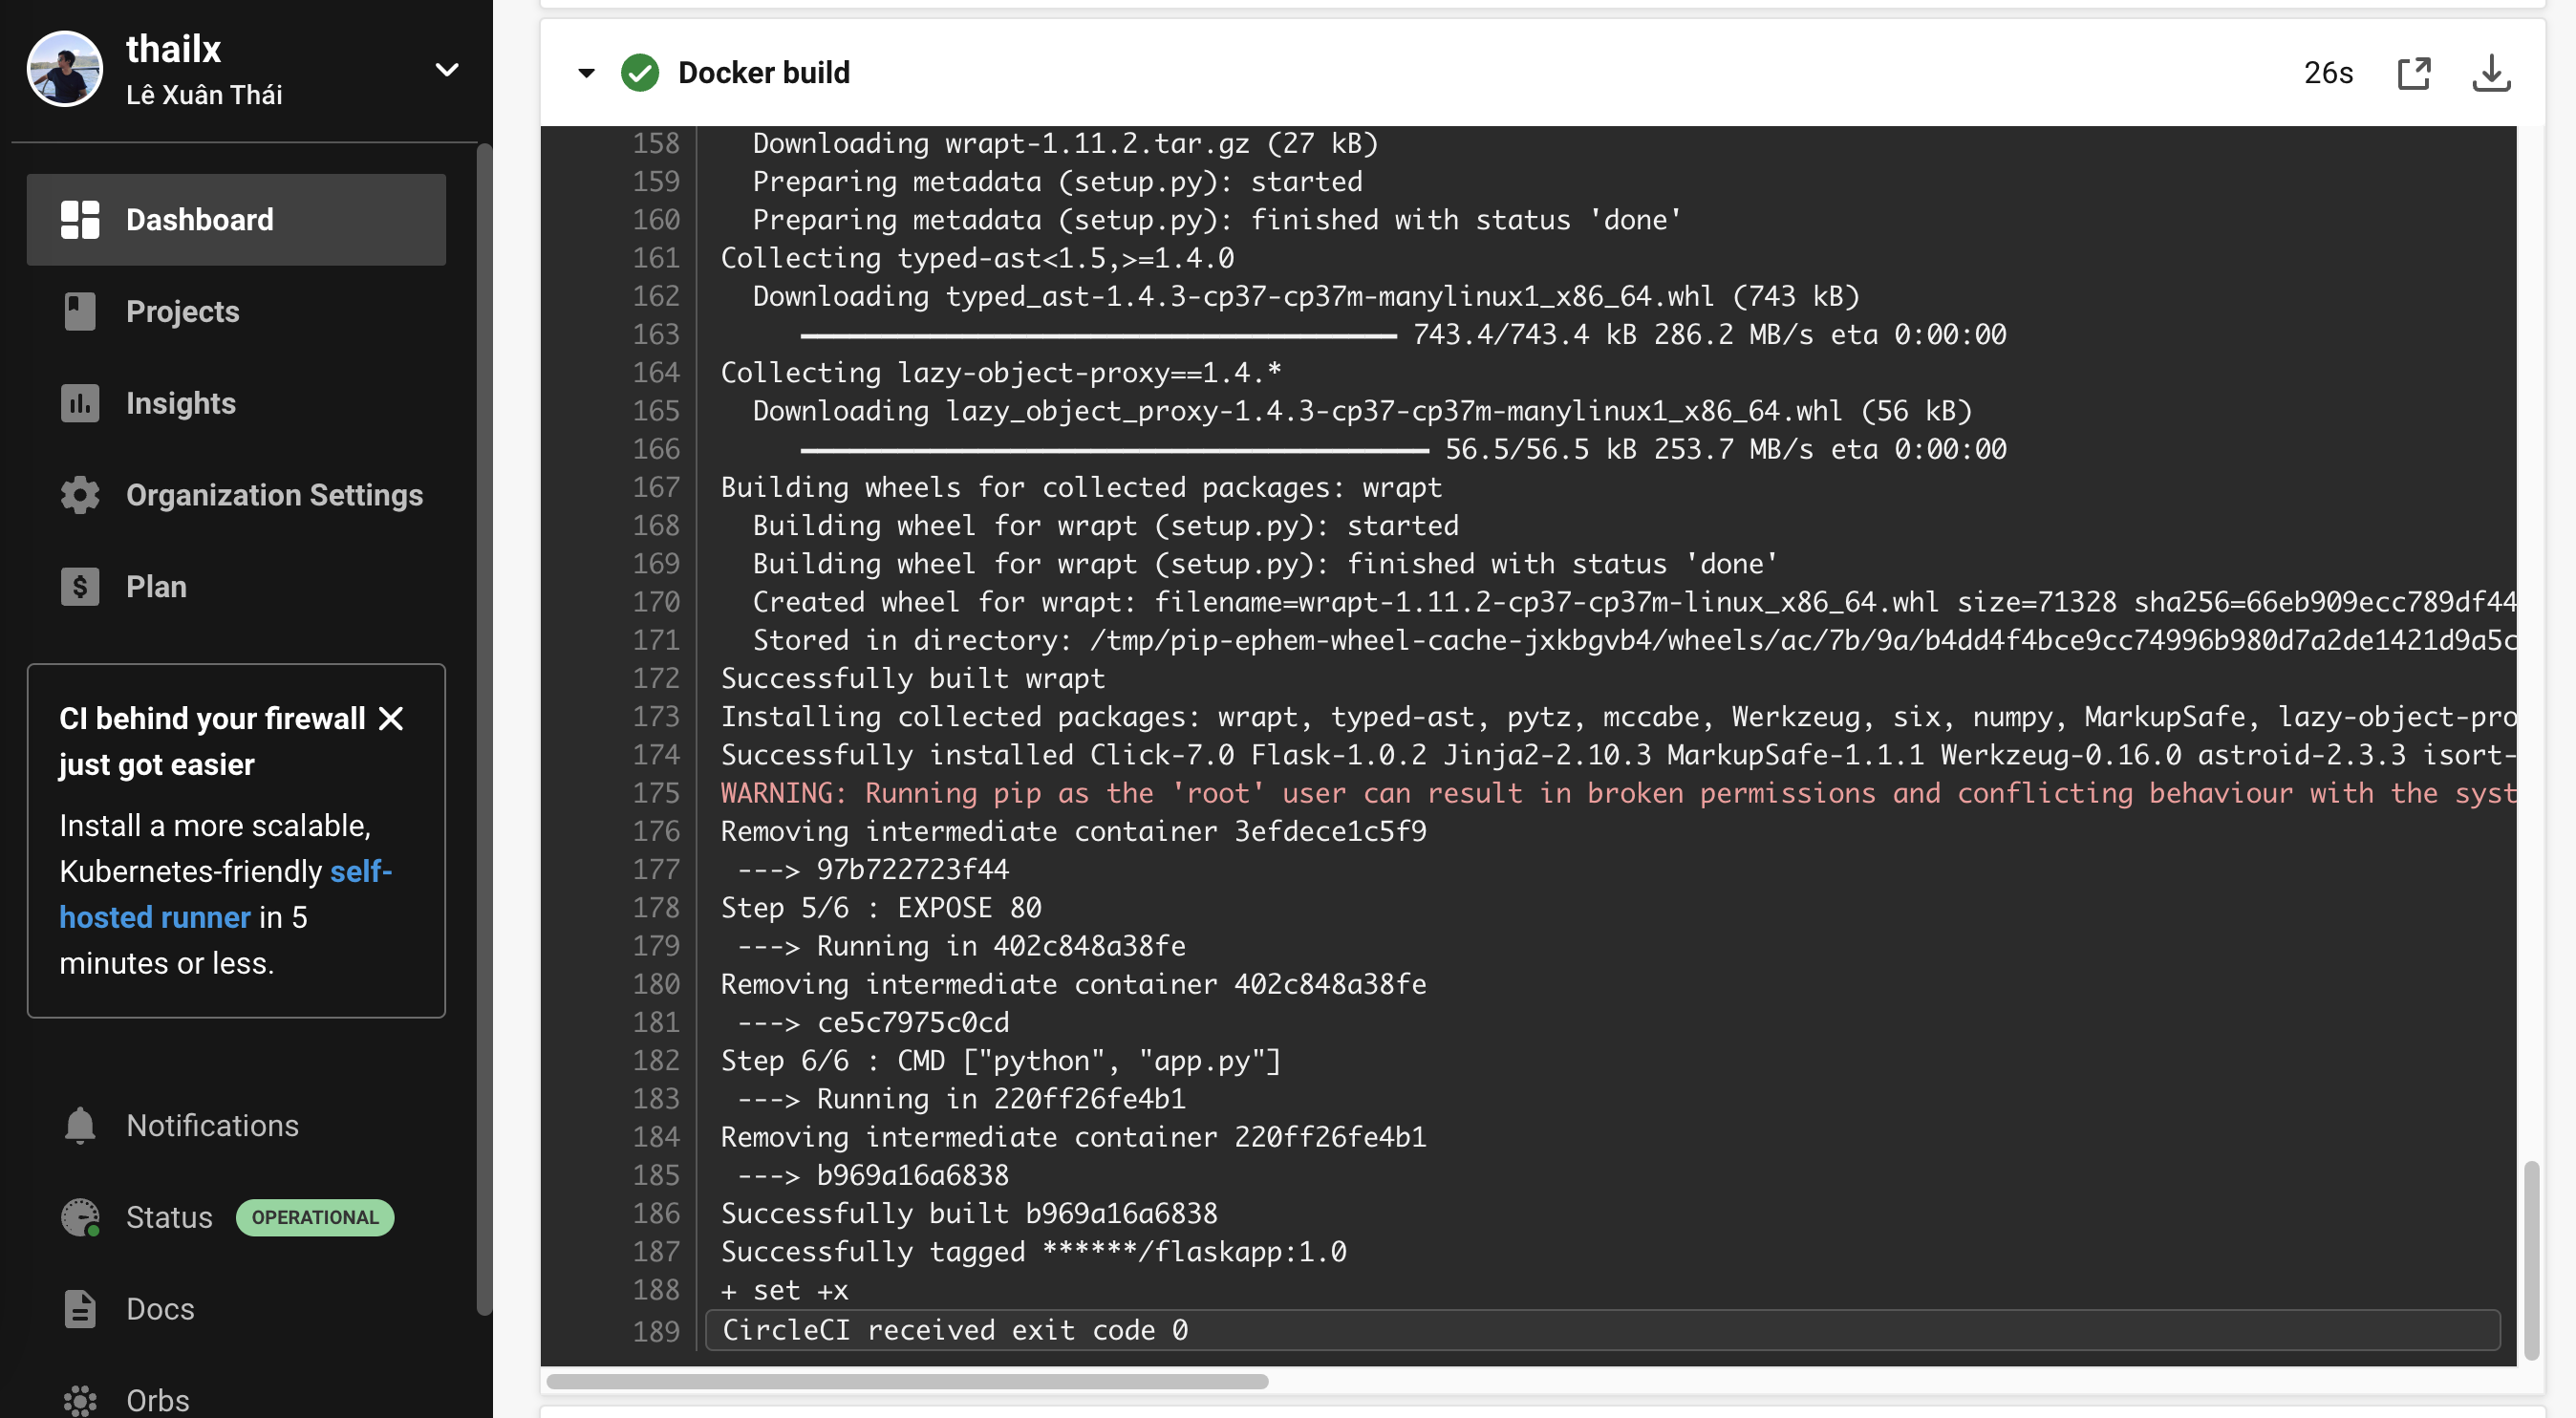 thailx
Lê Xuân Thái
Dashboard
Projects
Insights
Organization Settings
Plan
CI behind your firewall
just got easier
Install a more scalable,
Kubernetes-friendly self-
hosted runner in 5
minutes or less.
Notifications
Status OPERATIONAL
Docs
Orbs
Docker build 26s
158 Downloading wrapt-1.11.2.tar.gz (27 kB)
159 Preparing metadata (setup.py): started
160 Preparing metadata (setup.py): finished with status 'done'
161 Collecting typed-ast<1.5,>=1.4.0
162 Downloading typed_ast-1.4.3-cp37-cp37m-manylinux1_x86_64.whl (743 kB)
163 ━━━━━━━━━━━━━━━━━━━━━━━━━━━━━━━━━━━━━ 743.4/743.4 kB 286.2 MB/s eta 0:00:00
164 Collecting lazy-object-proxy==1.4.*
165 Downloading lazy_object_proxy-1.4.3-cp37-cp37m-manylinux1_x86_64.whl (56 kB)
166 ━━━━━━━━━━━━━━━━━━━━━━━━━━━━━━━━━━━━━━━ 56.5/56.5 kB 253.7 MB/s eta 0:00:00
167 Building wheels for collected packages: wrapt
168 Building wheel for wrapt (setup.py): started
169 Building wheel for wrapt (setup.py): finished with status 'done'
170 Created wheel for wrapt: filename=wrapt-1.11.2-cp37-cp37m-linux_x86_64.whl size=71328 sha256=66eb909ecc789df44
171 Stored in directory: /tmp/pip-ephem-wheel-cache-jxkbgvb4/wheels/ac/7b/9a/b4dd4f4bce9cc74996b980d7a2de1421d9a5c
172 Successfully built wrapt
173 Installing collected packages: wrapt, typed-ast, pytz, mccabe, Werkzeug, six, numpy, MarkupSafe, lazy-object-pro
174 Successfully installed Click-7.0 Flask-1.0.2 Jinja2-2.10.3 MarkupSafe-1.1.1 Werkzeug-0.16.0 astroid-2.3.3 isort-
175 WARNING: Running pip as the 'root' user can result in broken permissions and conflicting behaviour with the syst
176 Removing intermediate container 3efdece1c5f9
177 ---> 97b722723f44
178 Step 5/6 : EXPOSE 80
179 ---> Running in 402c848a38fe
180 Removing intermediate container 402c848a38fe
181 ---> ce5c7975c0cd
182 Step 6/6 : CMD ["python", "app.py"]
183 ---> Running in 220ff26fe4b1
184 Removing intermediate container 220ff26fe4b1
185 ---> b969a16a6838
186 Successfully built b969a16a6838
187 Successfully tagged ******/flaskapp:1.0
188 + set +x
189 CircleCI received exit code 0